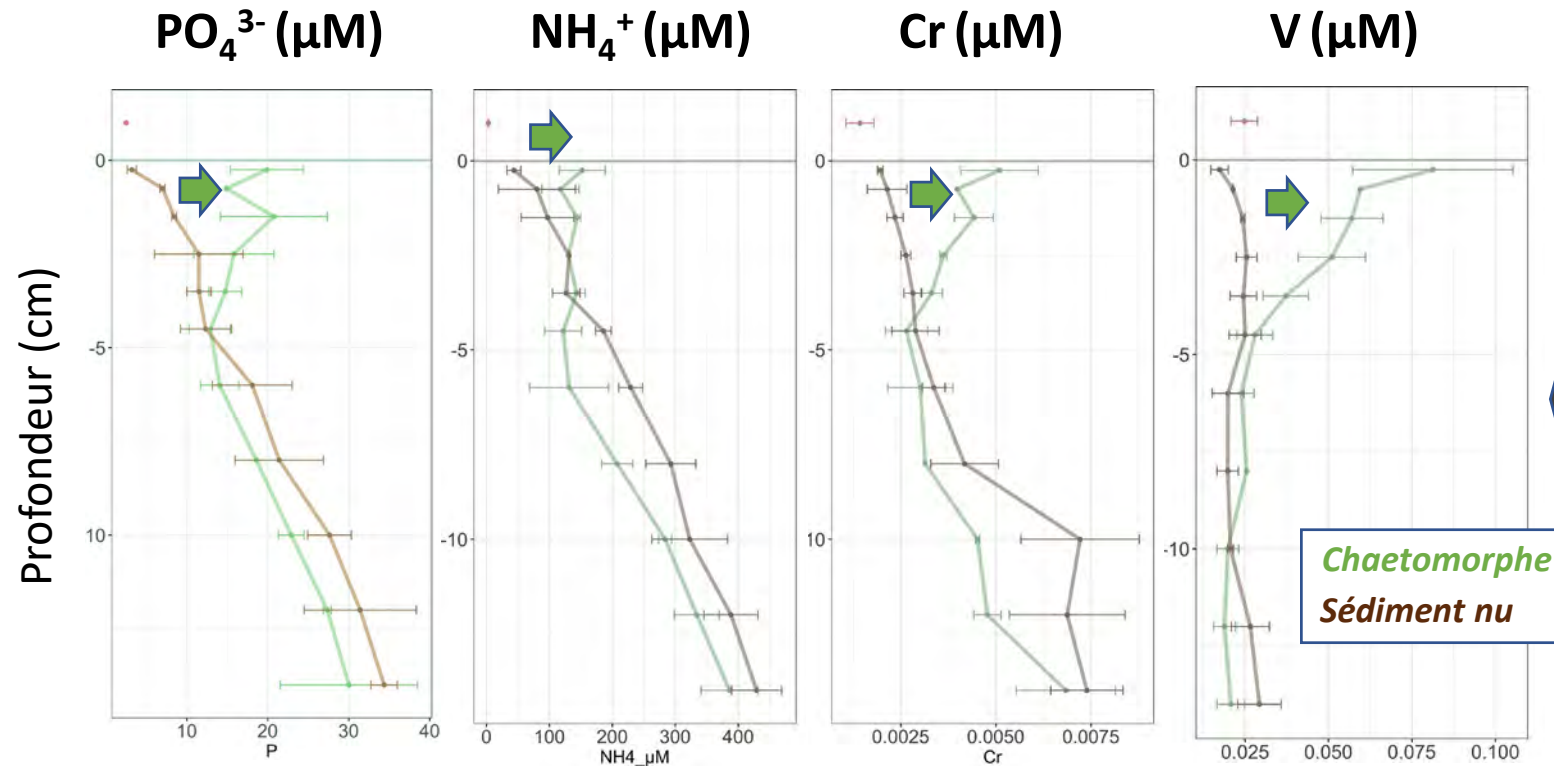 PO₄³⁻ (µM) NH₄⁺ (µM) Cr (µM) V (µM)
Profondeur (cm)
0 0 0 0
-5 -5 -5 -5
10 -10 10 -10
Chaetomorphe
Sédiment nu
10 20 30 40 0 100 200 300 400 0.0025 0.0050 0.0075 0.025 0.050 0.075 0.100
P NH4_µM Cr